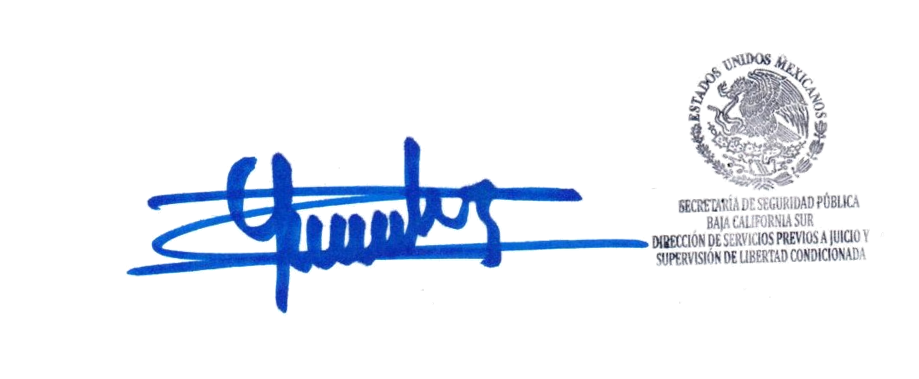 ESTADOS UNIDOS MEXICANOS
SECRETARÍA DE SEGURIDAD PÚBLICA
BAJA CALIFORNIA SUR
DIRECCIÓN DE SERVICIOS PREVIOS A JUICIO Y
SUPERVISIÓN DE LIBERTAD CONDICIONADA